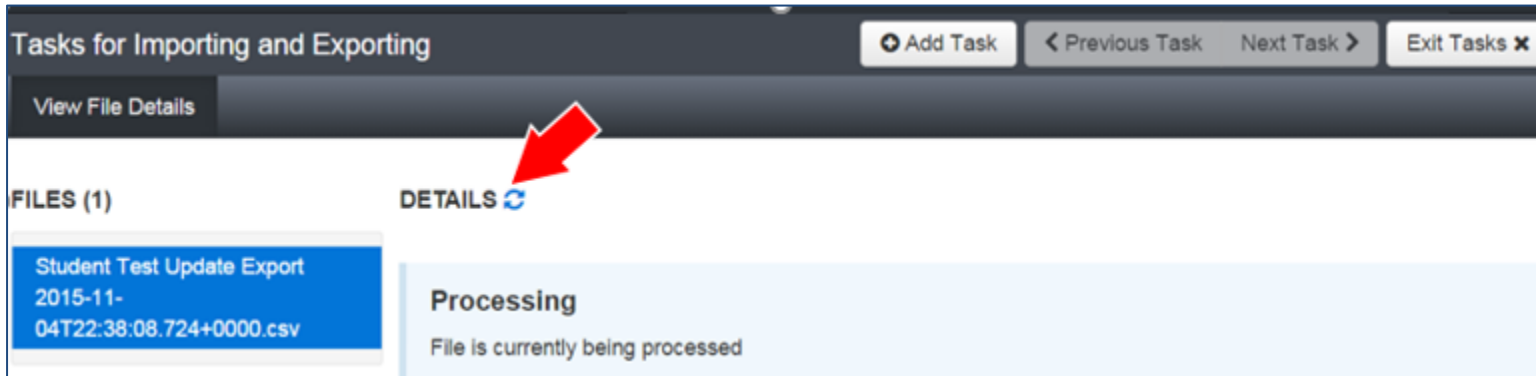 Tasks for Importing and Exporting
Add Task
Previous Task
Next Task
Exit Tasks
View File Details
FILES (1)
DETAILS
Student Test Update Export
2015-11-
04T22:38:08.724+0000.csv
Processing
File is currently being processed